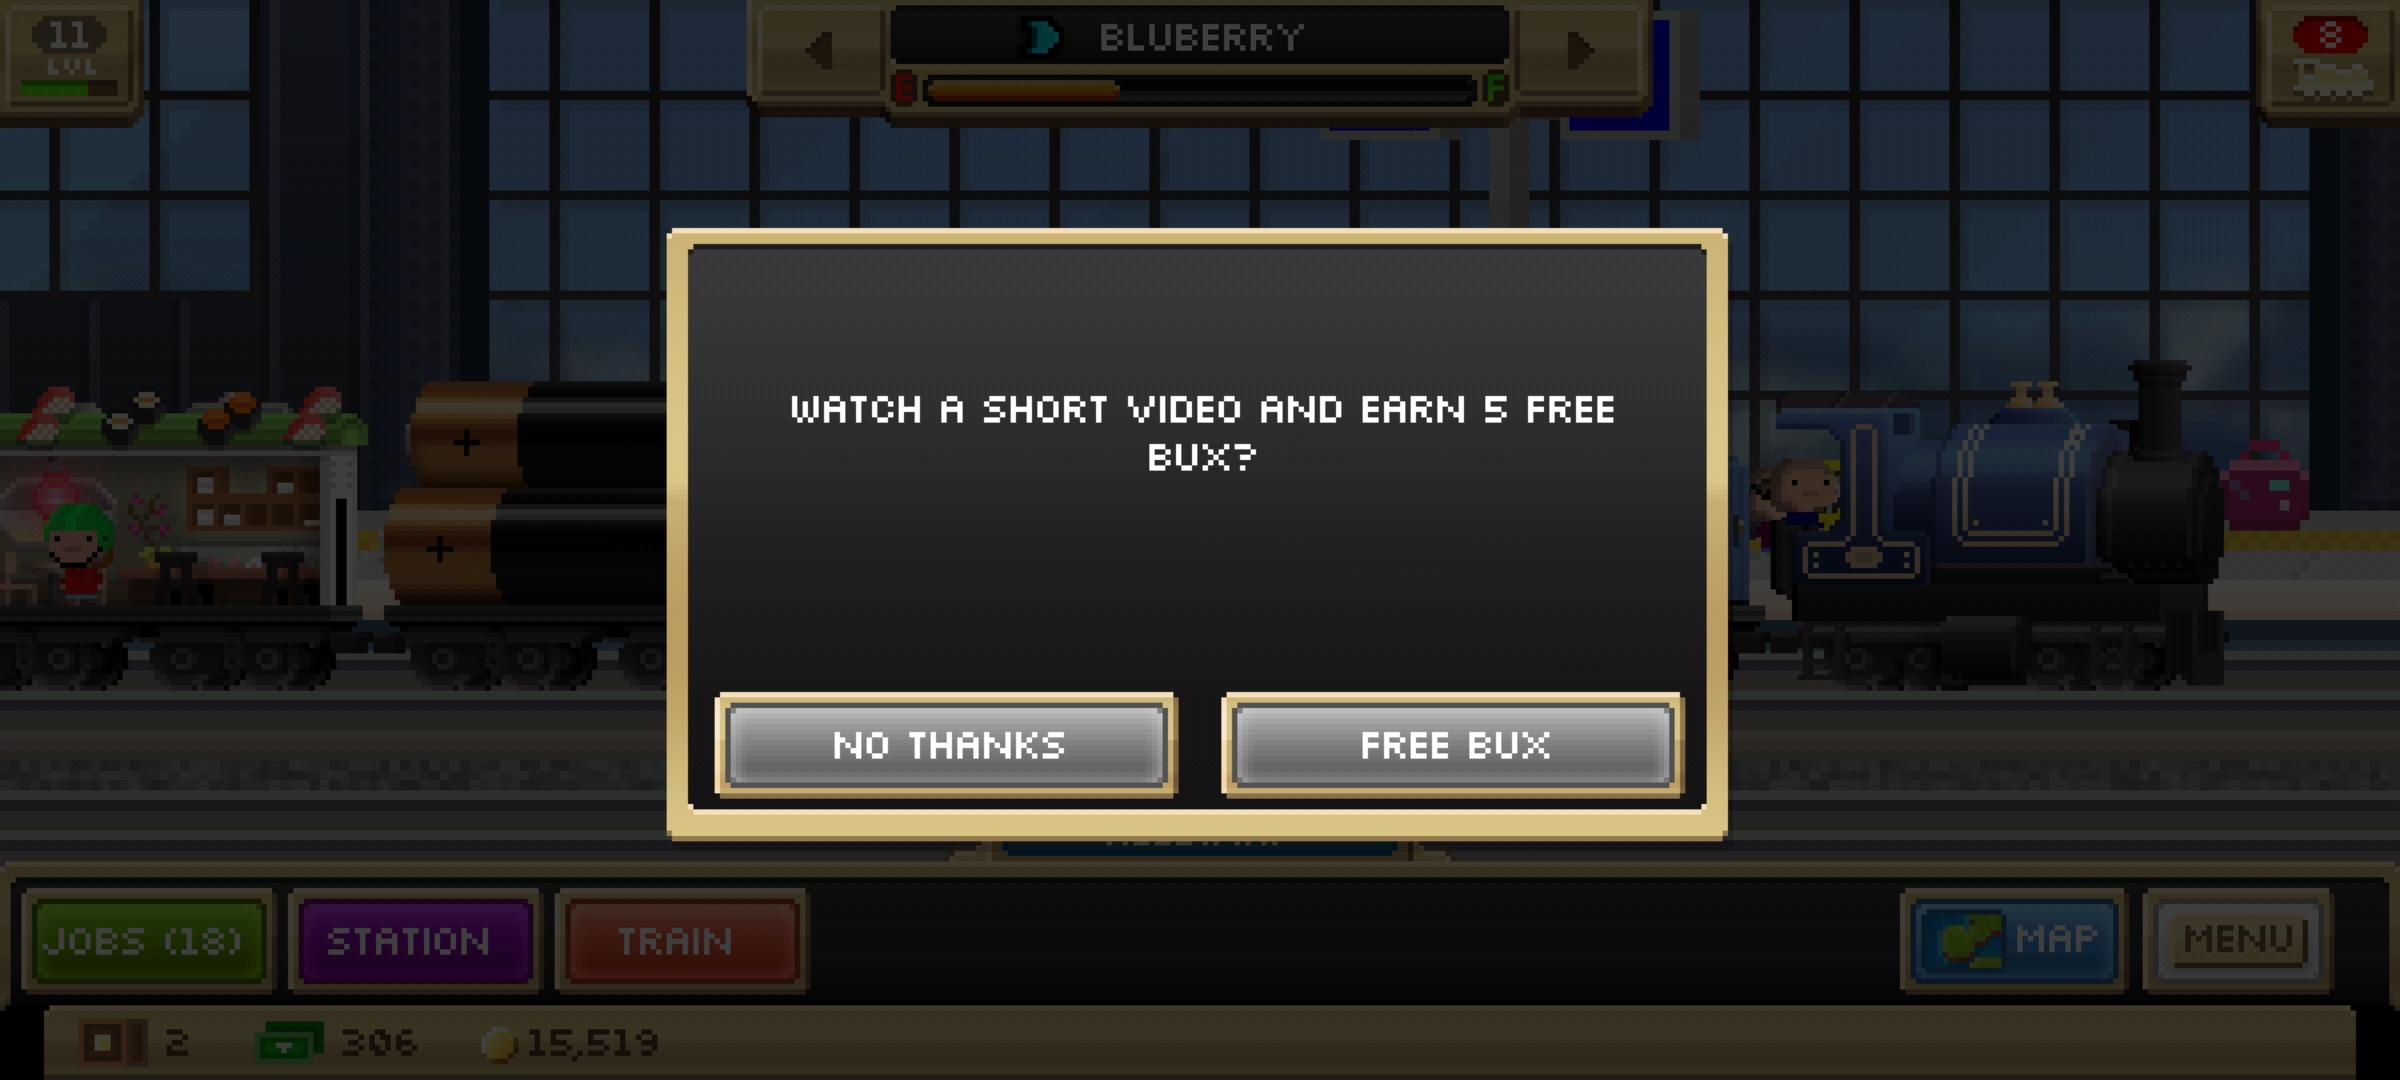 11
LVL
BLUBERRY
E
F
8
WATCH A SHORT VIDEO AND EARN 5 FREE
BUX?
NO THANKS
FREE BUX
JOBS (18)
STATION
TRAIN
MAP
MENU
2
306
15,519